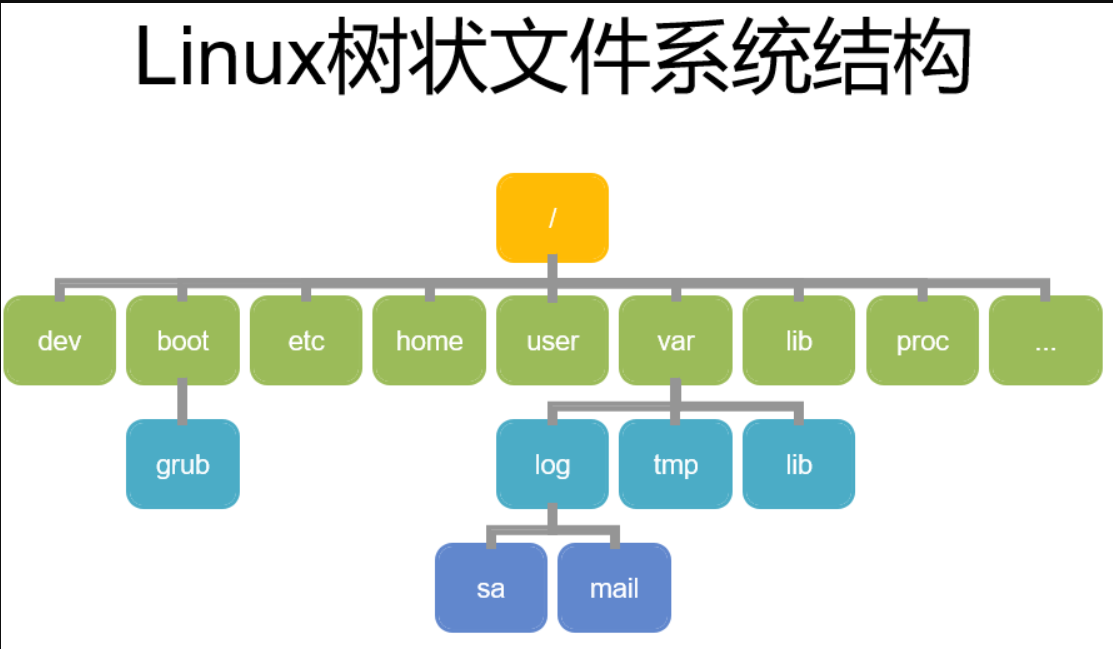 Linux树状文件系统结构
/
dev boot etc home user var lib proc ...
grub log tmp lib
sa mail